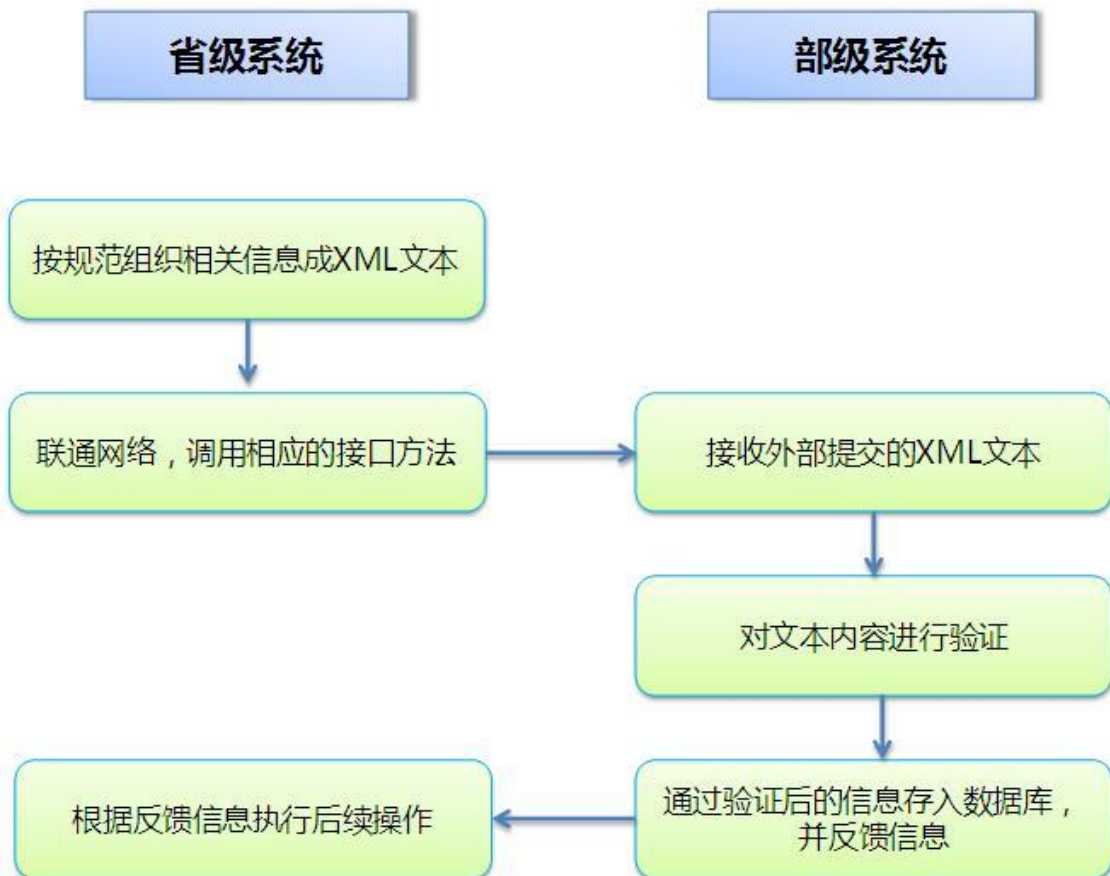 省级系统
部级系统
按规范组织相关信息成XML文本
联通网络，调用相应的接口方法
接收外部提交的XML文本
对文本内容进行验证
通过验证后的信息存入数据库，
并反馈信息
根据反馈信息执行后续操作